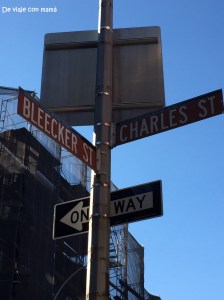 De viaje con mamá
BLEECKER ST
CHARLES ST
ONE WAY